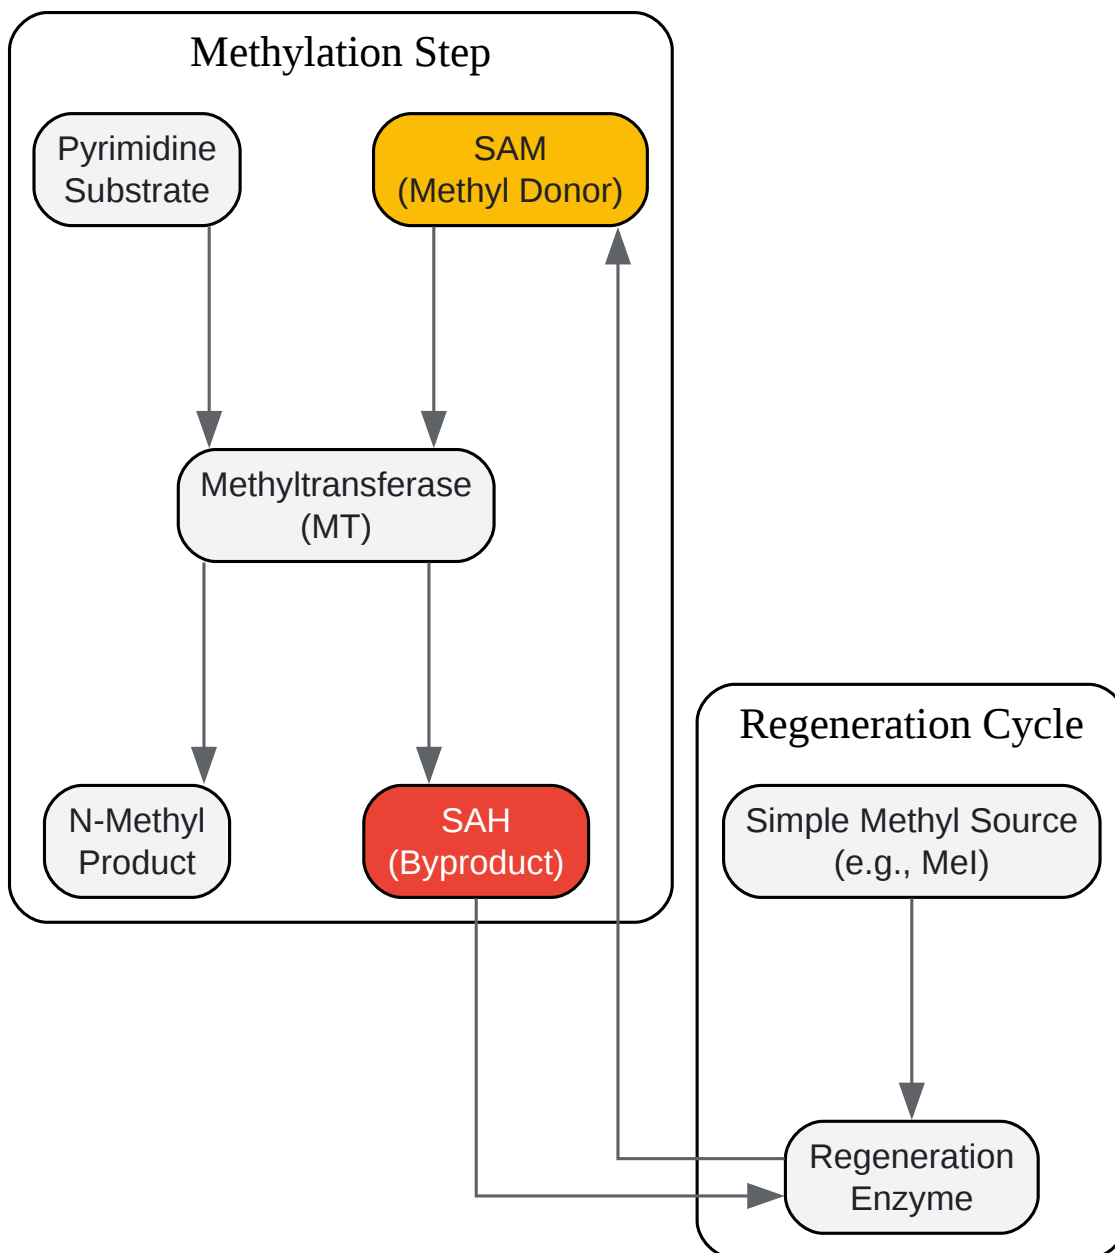 Methylation Step
Pyrimidine
Substrate
SAM
(Methyl Donor)
Methyltransferase
(MT)
N-Methyl
Product
SAH
(Byproduct)
Regeneration Cycle
Simple Methyl Source
(e.g., MeI)
Regeneration
Enzyme